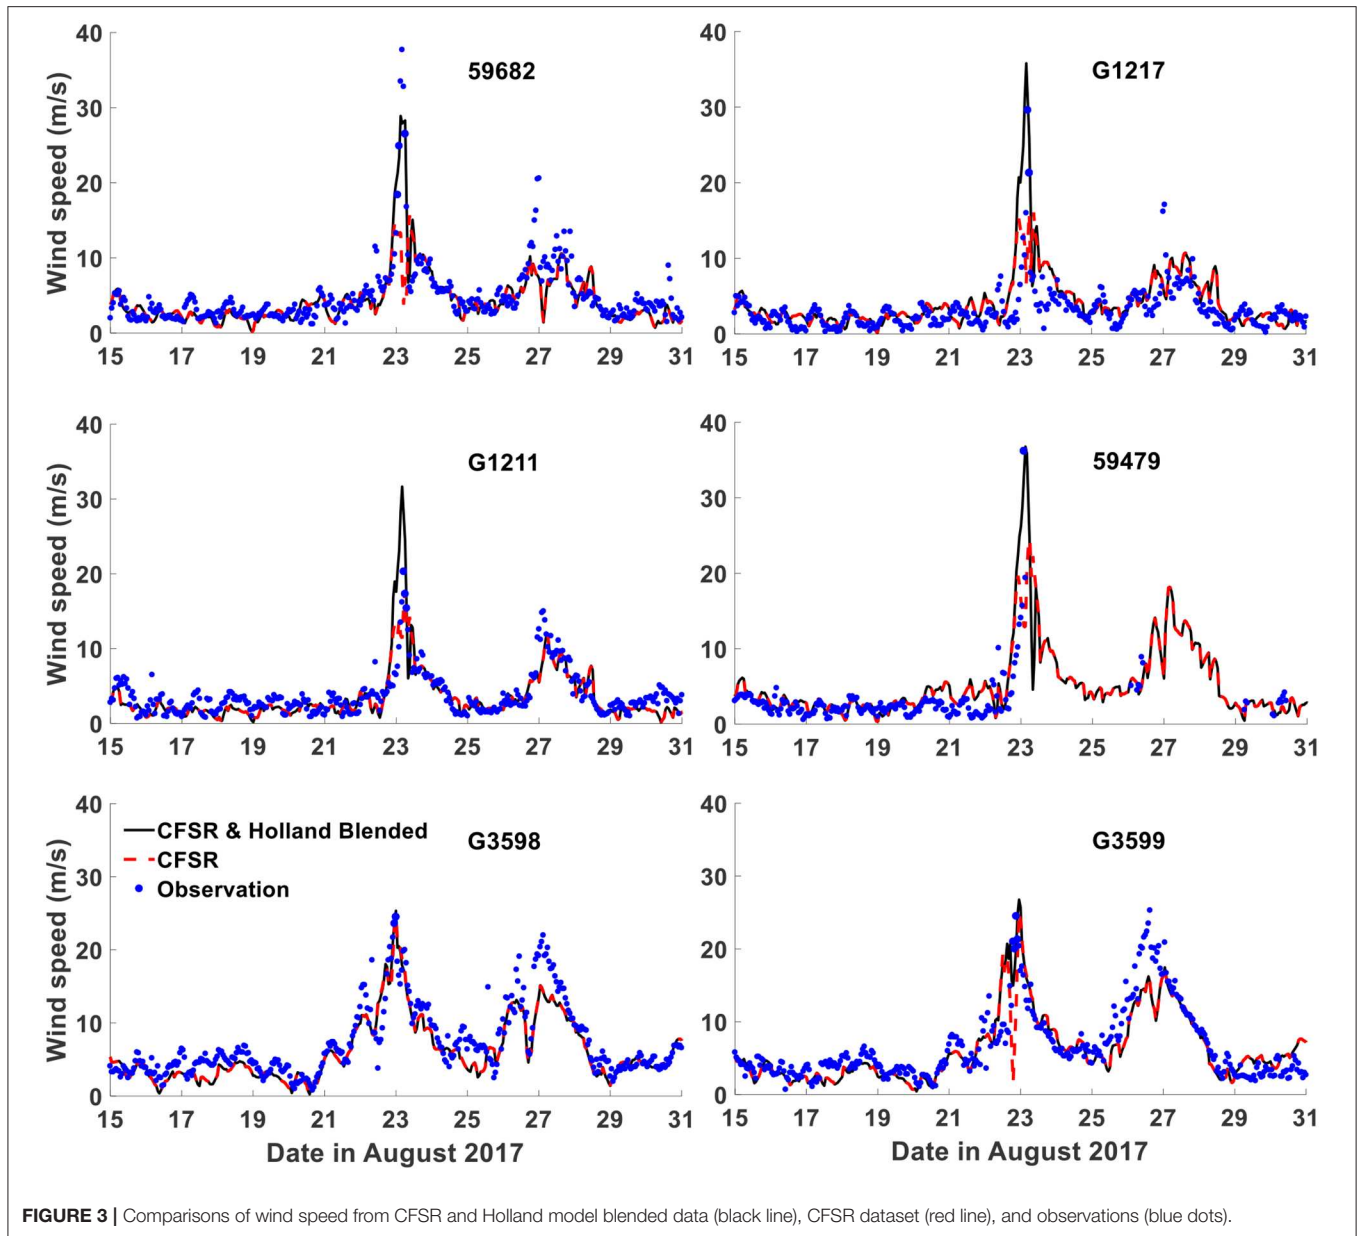 59682
Wind speed (m/s)
40
30
20
10
0
15 17 19 21 23 25 27 29 31
G1217
Wind speed (m/s)
40
30
20
10
0
15 17 19 21 23 25 27 29 31
G1211
Wind speed (m/s)
40
30
20
10
0
15 17 19 21 23 25 27 29 31
59479
40
30
20
10
0
15 17 19 21 23 25 27 29 31
G3598
CFSR & Holland Blended
CFSR
Observation
Wind speed (m/s)
40
30
20
10
0
15 17 19 21 23 25 27 29 31
Date in August 2017
G3599
40
30
20
10
0
15 17 19 21 23 25 27 29 31
Date in August 2017
FIGURE 3 | Comparisons of wind speed from CFSR and Holland model blended data (black line), CFSR dataset (red line), and observations (blue dots).